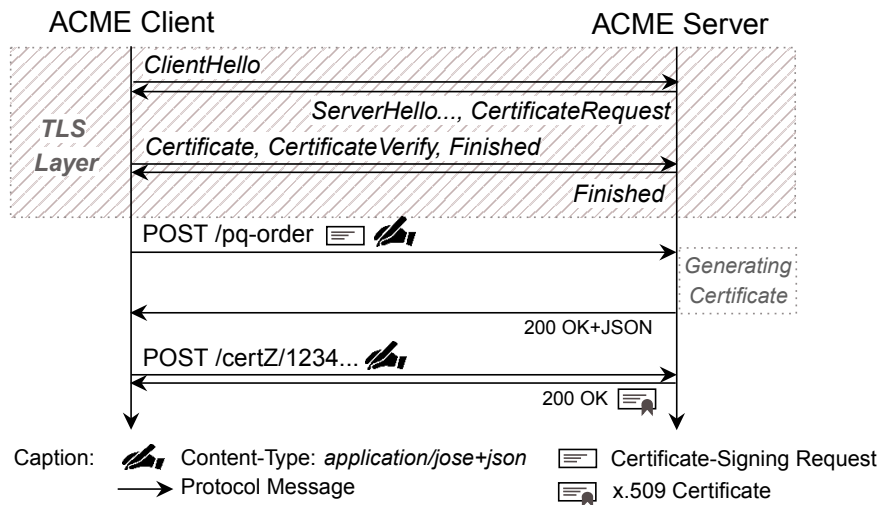 ACME Client ACME Server
ClientHello
ServerHello..., CertificateRequest
TLS
Layer
Certificate, CertificateVerify, Finished
Finished
POST /pq-order
Generating
Certificate
200 OK+JSON
POST /certZ/1234...
200 OK
Caption: Content-Type: application/jose+json Certificate-Signing Request
Protocol Message x.509 Certificate